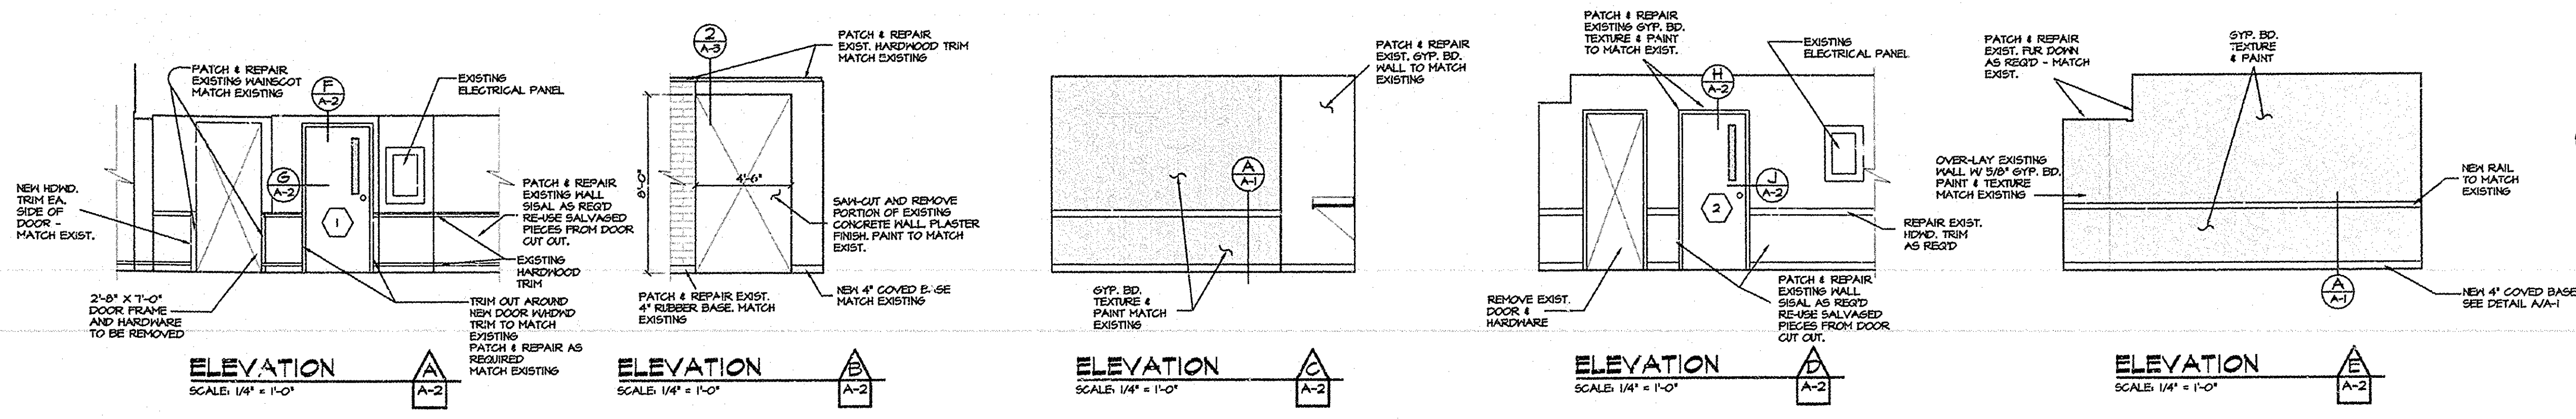 PATCH & REPAIR
EXISTING WAINSCOT
MATCH EXISTING
F
A-2
EXISTING
ELECTRICAL PANEL
G
A-2
1
NEW HDWD.
TRIM EA.
SIDE OF
DOOR -
MATCH EXIST.
PATCH & REPAIR
EXISTING WALL
SISAL AS REQ'D
RE-USE SALVAGED
PIECES FROM DOOR
CUT OUT.
EXISTING
HARDWOOD
TRIM
2'-8" X 7'-0"
DOOR FRAME
AND HARDWARE
TO BE REMOVED
TRIM OUT AROUND
NEW DOOR W/HDWD
TRIM TO MATCH
EXISTING
PATCH & REPAIR AS
REQUIRED
MATCH EXISTING
ELEVATION
SCALE: 1/4" = 1'-0"
A
A-2
2
A-3
PATCH & REPAIR
EXIST. HARDWOOD TRIM
MATCH EXISTING
8'-0"
4'-6"
SAW-CUT AND REMOVE
PORTION OF EXISTING
CONCRETE WALL. PLASTER
FINISH. PAINT TO MATCH
EXIST.
PATCH & REPAIR EXIST.
4" RUBBER BASE. MATCH
EXISTING
NEW 4" COVED BASE
MATCH EXISTING
ELEVATION
SCALE: 1/4" = 1'-0"
B
A-2
PATCH & REPAIR
EXIST. GYP. BD.
WALL TO MATCH
EXISTING
A
A-1
GYP. BD.
TEXTURE &
PAINT MATCH
EXISTING
ELEVATION
SCALE: 1/4" = 1'-0"
C
A-2
PATCH & REPAIR
EXISTING GYP. BD.
TEXTURE & PAINT
TO MATCH EXIST.
H
A-2
EXISTING
ELECTRICAL PANEL
J
A-2
2
REPAIR EXIST.
HDWD. TRIM
AS REQ'D
REMOVE EXIST.
DOOR &
HARDWARE
PATCH & REPAIR
EXISTING WALL
SISAL AS REQ'D
RE-USE SALVAGED
PIECES FROM DOOR
CUT OUT.
ELEVATION
SCALE: 1/4" = 1'-0"
D
A-2
PATCH & REPAIR
EXIST. FUR DOWN
AS REQ'D - MATCH
EXIST.
GYP. BD.
TEXTURE
& PAINT
OVER-LAY EXISTING
WALL W/ 5/8" GYP. BD.
PAINT & TEXTURE
MATCH EXISTING
NEW RAIL
TO MATCH
EXISTING
A
A-1
NEW 4" COVED BASE
SEE DETAIL A/A-1
ELEVATION
SCALE: 1/4" = 1'-0"
E
A-2